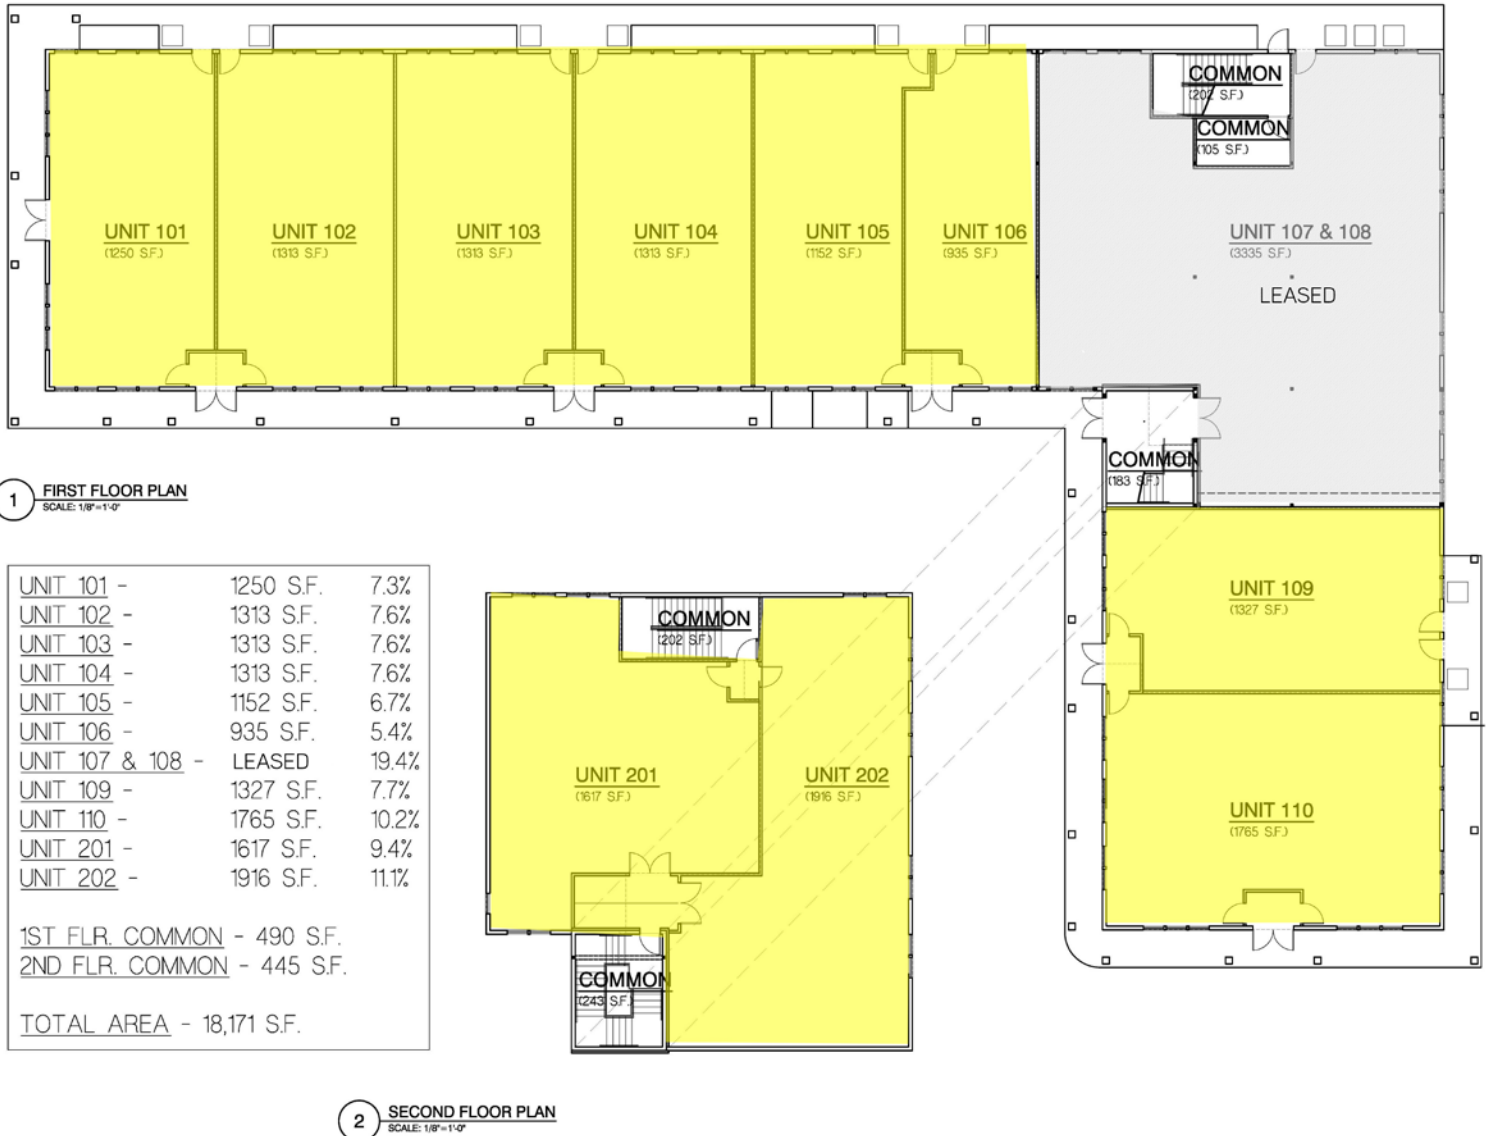 COMMON
(202 S.F.)
COMMON
(105 S.F.)
UNIT 101
(1250 S.F.)
UNIT 102
(1313 S.F.)
UNIT 103
(1313 S.F.)
UNIT 104
(1313 S.F.)
UNIT 105
(1152 S.F.)
UNIT 106
(935 S.F.)
UNIT 107 & 108
(3335 S.F.)
LEASED
COMMON
(183 S.F.)
1 FIRST FLOOR PLAN
SCALE: 1/8"=1'-0"
UNIT 109
(1327 S.F.)
UNIT 110
(1765 S.F.)
UNIT 101 - 1250 S.F. 7.3%
UNIT 102 - 1313 S.F. 7.6%
UNIT 103 - 1313 S.F. 7.6%
UNIT 104 - 1313 S.F. 7.6%
UNIT 105 - 1152 S.F. 6.7%
UNIT 106 - 935 S.F. 5.4%
UNIT 107 & 108 - LEASED 19.4%
UNIT 109 - 1327 S.F. 7.7%
UNIT 110 - 1765 S.F. 10.2%
UNIT 201 - 1617 S.F. 9.4%
UNIT 202 - 1916 S.F. 11.1%
1ST FLR. COMMON - 490 S.F.
2ND FLR. COMMON - 445 S.F.
TOTAL AREA - 18,171 S.F.
COMMON
(202 S.F.)
UNIT 201
(1617 S.F.)
UNIT 202
(1916 S.F.)
COMMON
(243 S.F.)
2 SECOND FLOOR PLAN
SCALE: 1/8"=1'-0"